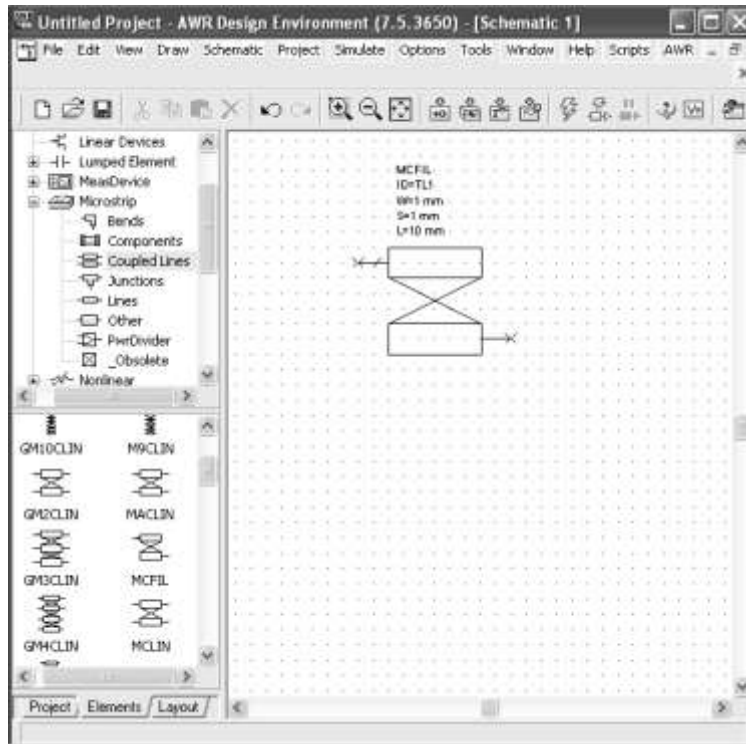 Untitled Project - AWR Design Environment (7.5.3650) - [Schematic 1]
File Edit View Draw Schematic Project Simulate Options Tools Window Help Scripts AWR
Linear Devices
Lumped Element
MeasDevice
Microstrip
Bends
Components
Coupled Lines
Junctions
Lines
Other
PwrDivider
_Obsolete
Nonlinear
GM10CLIN M9CLIN
GM2CLIN MACLIN
GM3CLIN MCFIL
GM4CLIN MCLIN
Project Elements Layout
MCFIL
ID=TL1
W=1 mm
S=1 mm
L=10 mm